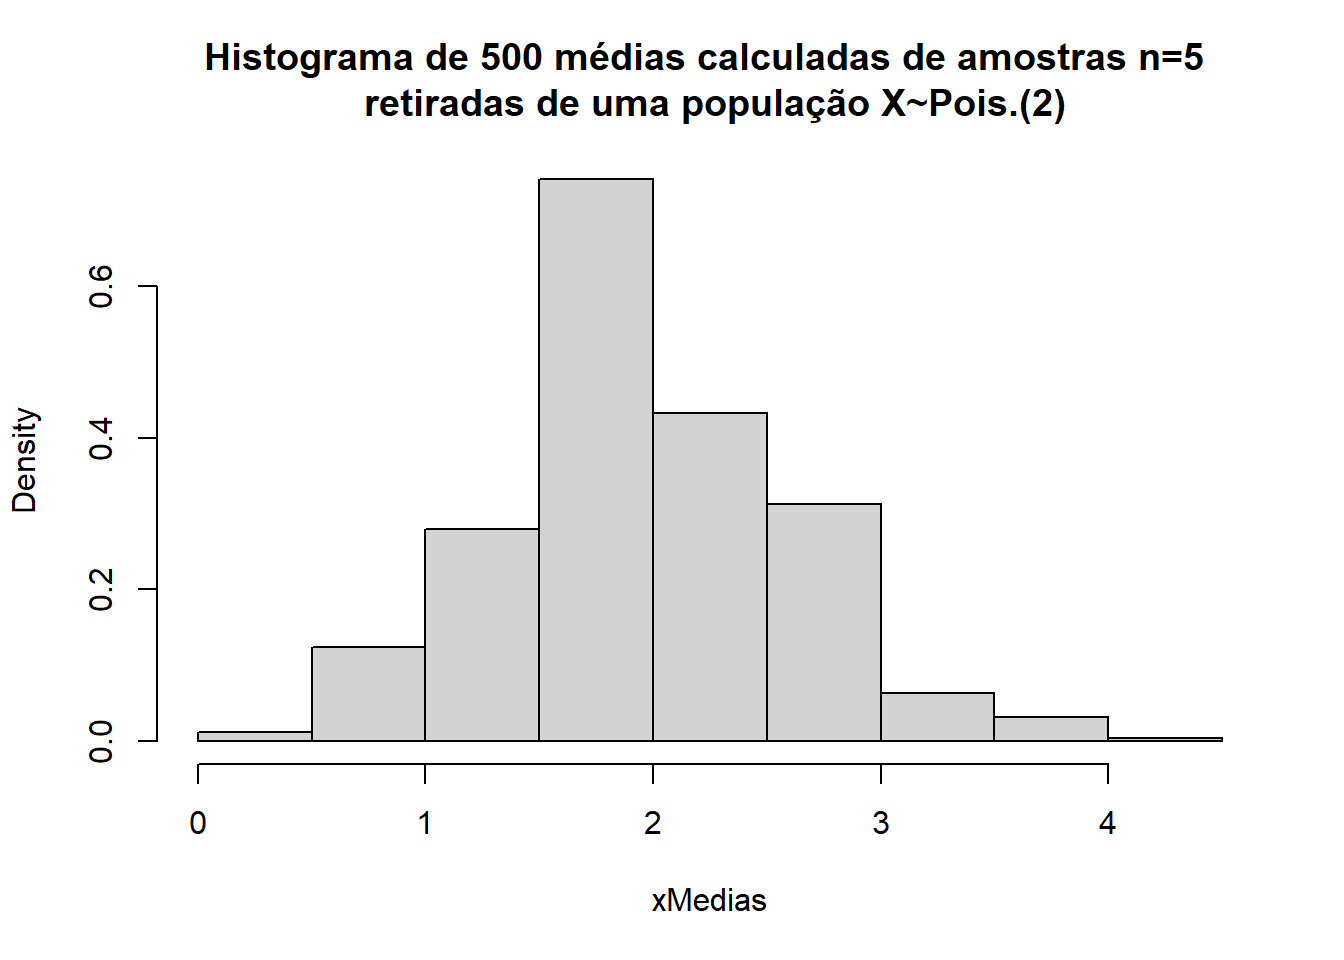 Histograma de 500 médias calculadas de amostras n=5
retiradas de uma população X~Pois.(2)
Density
0.0
0.2
0.4
0.6
0
1
2
3
4
xMedias